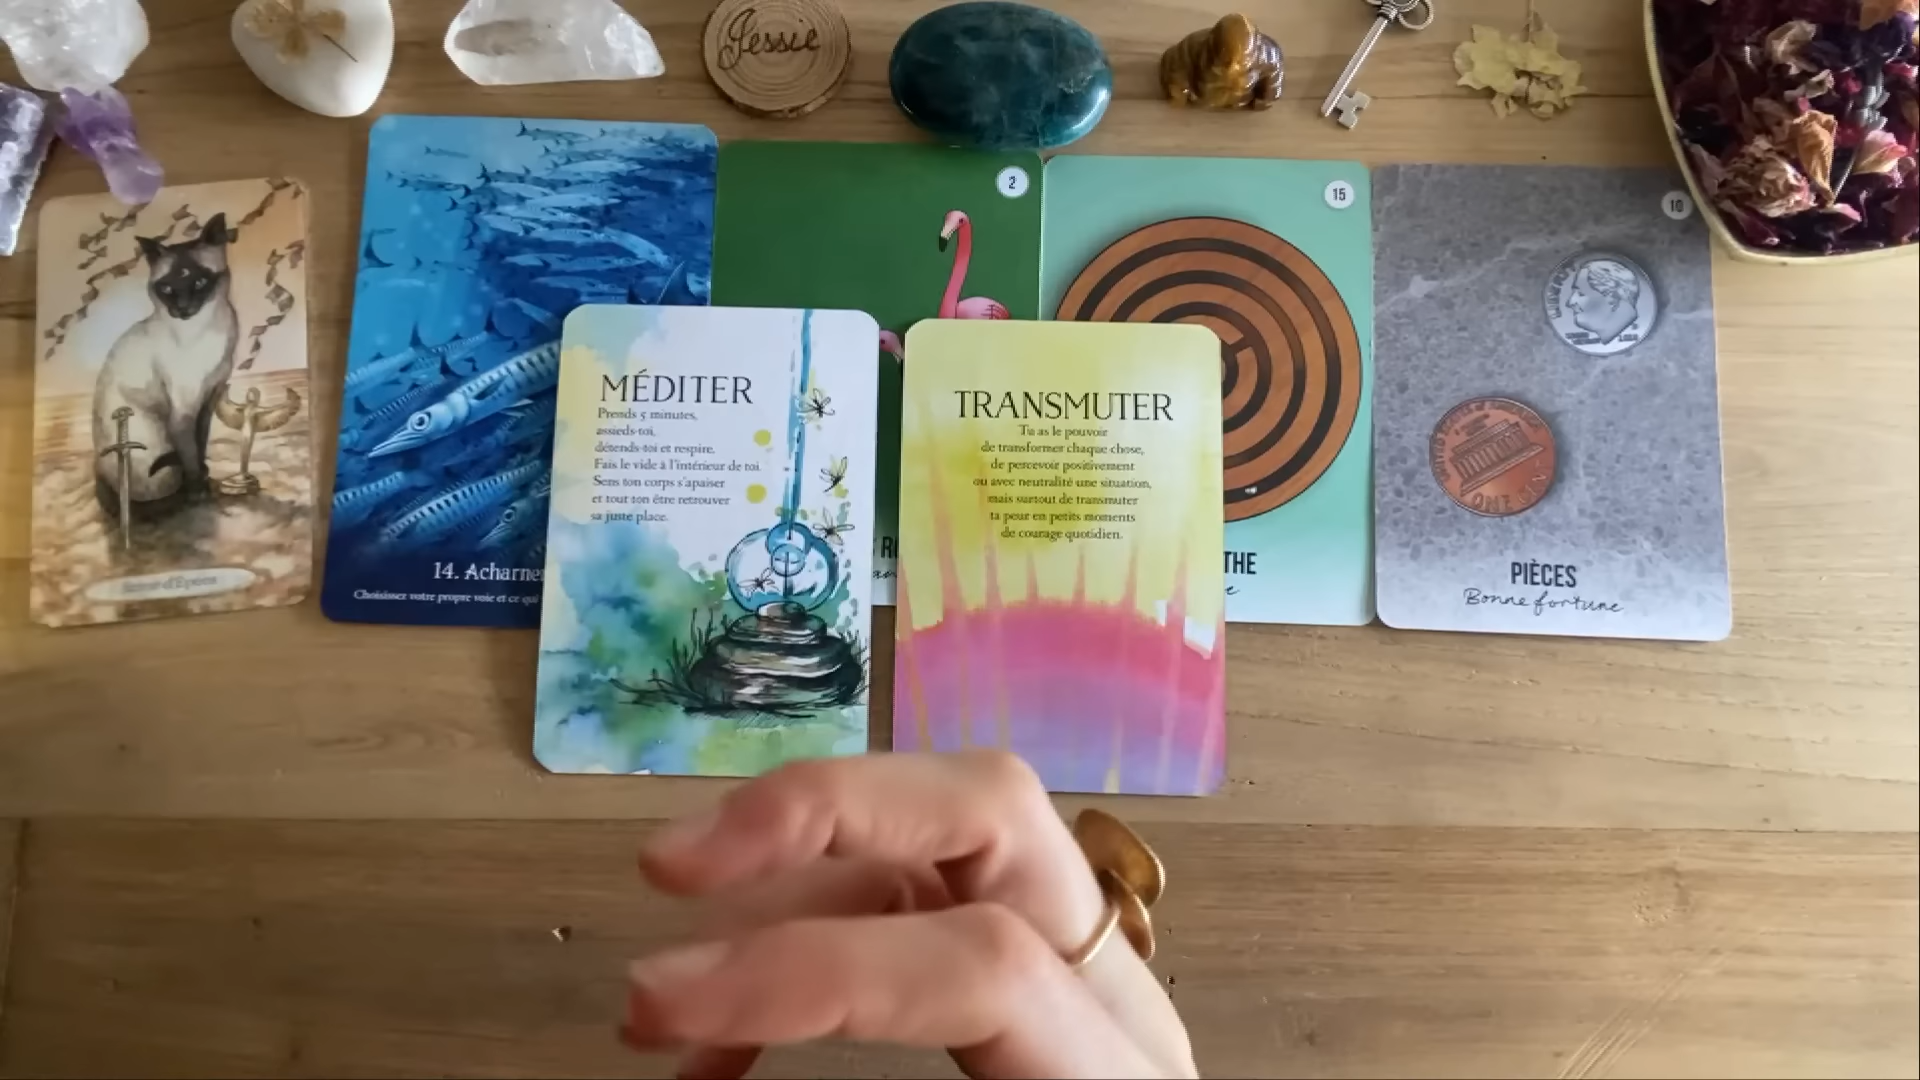 Jessie
2
15
10
14. Acharne
Choisissez votre propre voie et ce qu
MÉDITER
Prends 5 minutes,
assieds-toi,
détends-toi et respire.
Fais le vide à l'intérieur de toi.
Sens ton corps s'apaiser
et tout ton être retrouver
sa juste place.
TRANSMUTER
Tu as le pouvoir
de transformer chaque chose,
de percevoir positivement
ou avec neutralité une situation,
mais surtout de transmuter
ta peur en petits moments
de courage quotidien.
THE
e
PIÈCES
Bonne fortune
ONE CEN